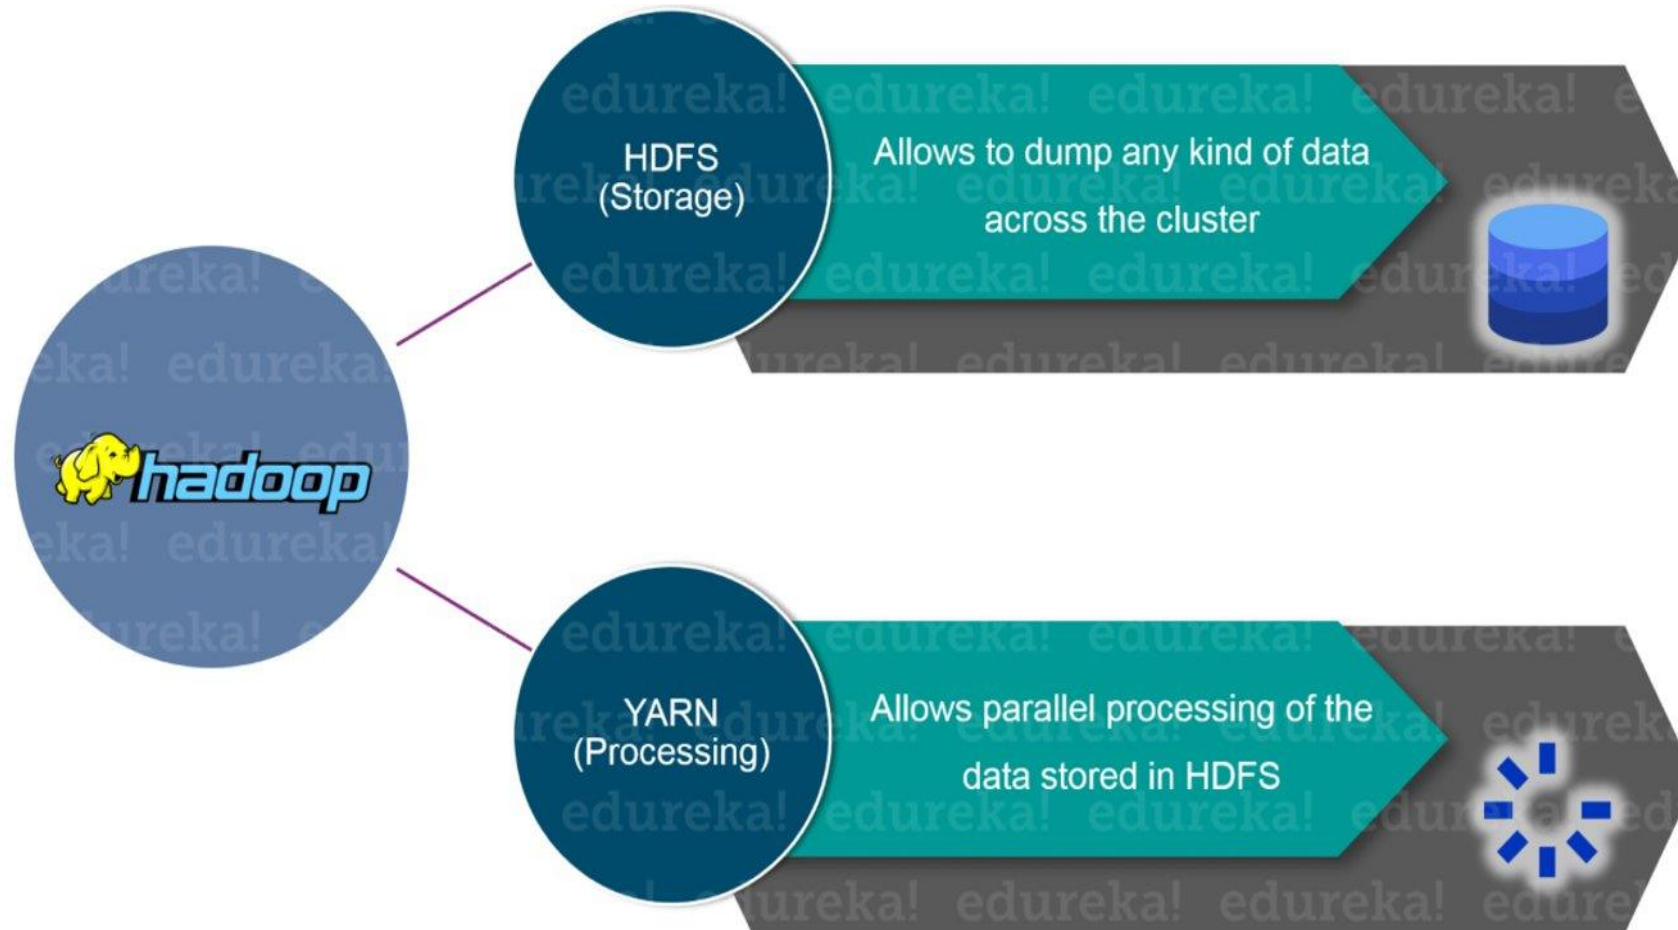 HDFS
(Storage)
Allows to dump any kind of data
across the cluster
hadoop
YARN
(Processing)
Allows parallel processing of the
data stored in HDFS
edureka!